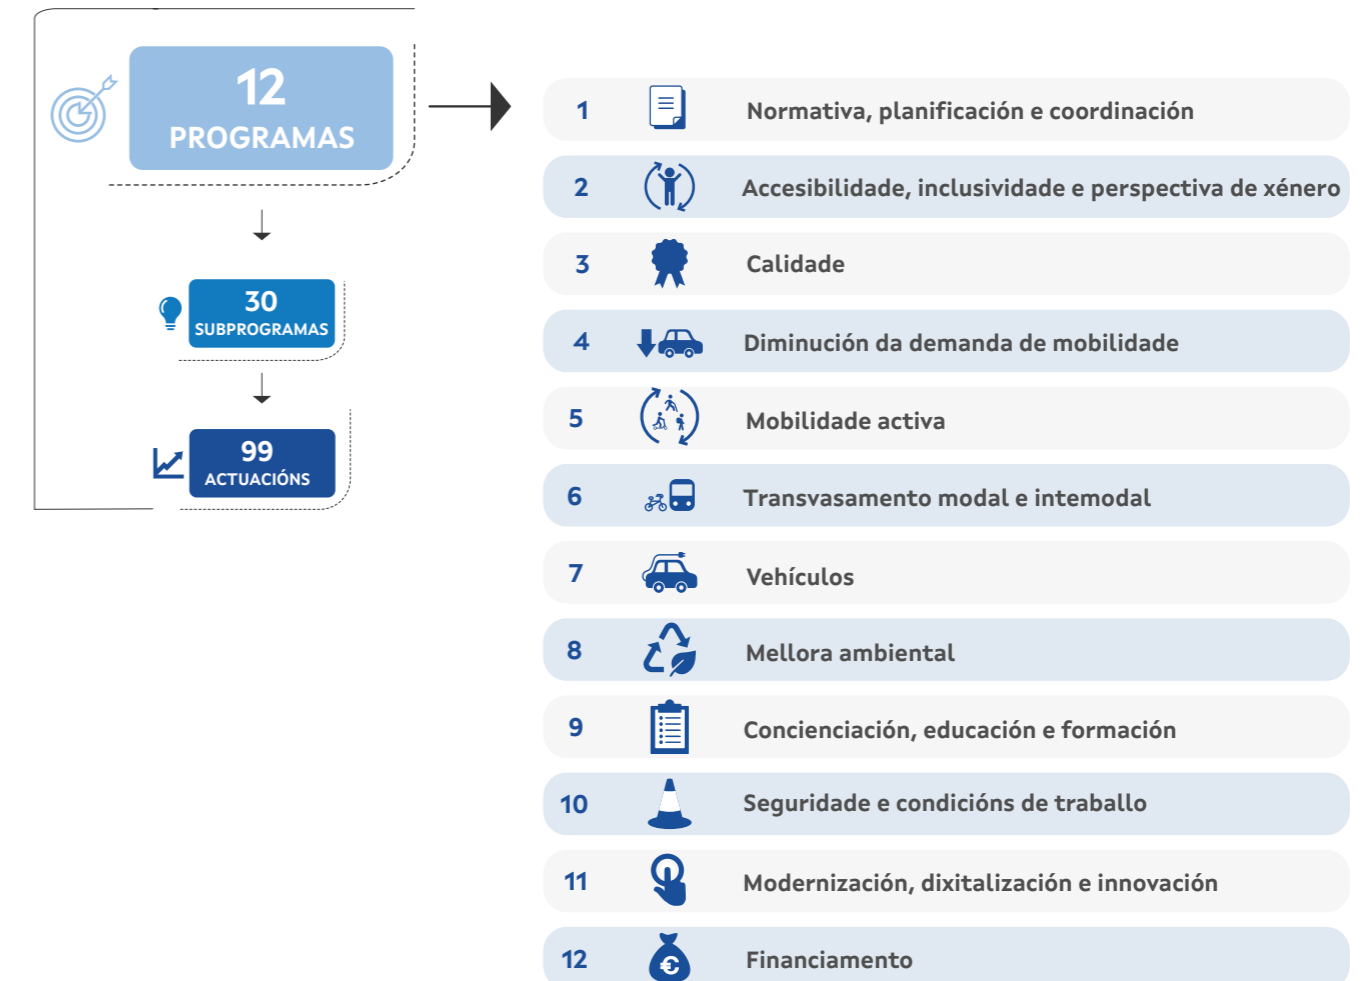 12
PROGRAMAS
30
SUBPROGRAMAS
99
ACTUACIÓNS
1 Normativa, planificación e coordinación
2 Accesibilidade, inclusividade e perspectiva de xénero
3 Calidade
4 Diminución da demanda de mobilidade
5 Mobilidade activa
6 Transvasamento modal e intemodal
7 Vehículos
8 Mellora ambiental
9 Concienciación, educación e formación
10 Seguridade e condicións de traballo
11 Modernización, dixitalización e innovación
12 Financiamento